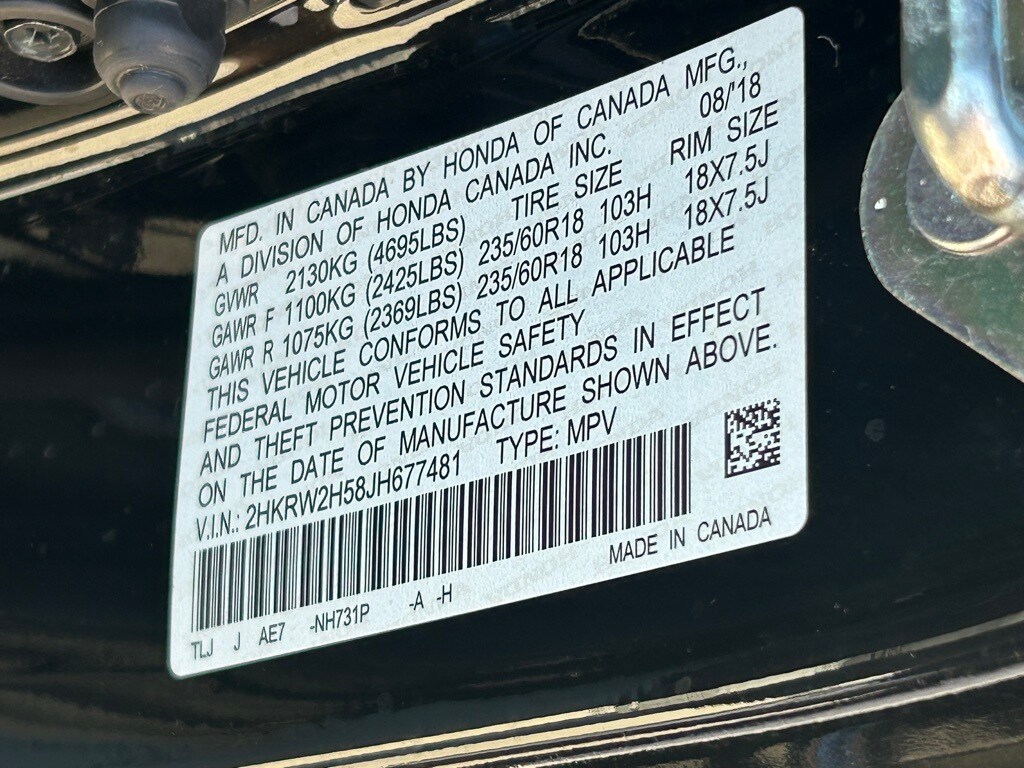 MFD. IN CANADA BY HONDA OF CANADA MFG.,
A DIVISION OF HONDA CANADA INC. 08/'18
GVWR 2130KG (4695LBS) TIRE SIZE RIM SIZE
GAWR F 1100KG (2425LBS) 235/60R18 103H 18X7.5J
GAWR R 1075KG (2369LBS) 235/60R18 103H 18X7.5J
THIS VEHICLE CONFORMS TO ALL APPLICABLE
FEDERAL MOTOR VEHICLE SAFETY
AND THEFT PREVENTION STANDARDS IN EFFECT
ON THE DATE OF MANUFACTURE SHOWN ABOVE.
V.I.N.: 2HKRW2H58JH677481 TYPE: MPV
MADE IN CANADA
TLJ J AE7 -NH731P -A -H